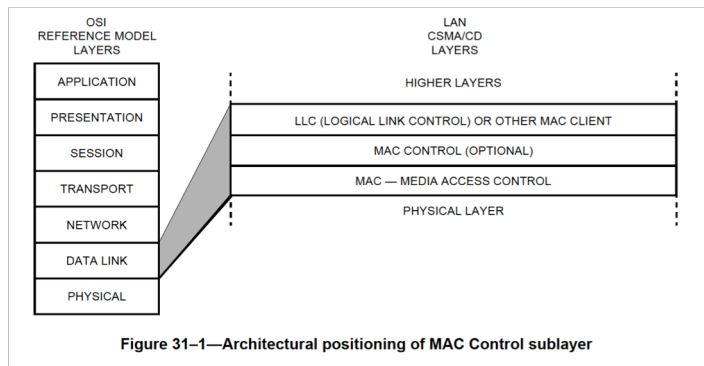 OSI
REFERENCE MODEL
LAYERS
APPLICATION
PRESENTATION
SESSION
TRANSPORT
NETWORK
DATA LINK
PHYSICAL
LAN
CSMA/CD
LAYERS
HIGHER LAYERS
LLC (LOGICAL LINK CONTROL) OR OTHER MAC CLIENT
MAC CONTROL (OPTIONAL)
MAC — MEDIA ACCESS CONTROL
PHYSICAL LAYER
Figure 31–1—Architectural positioning of MAC Control sublayer